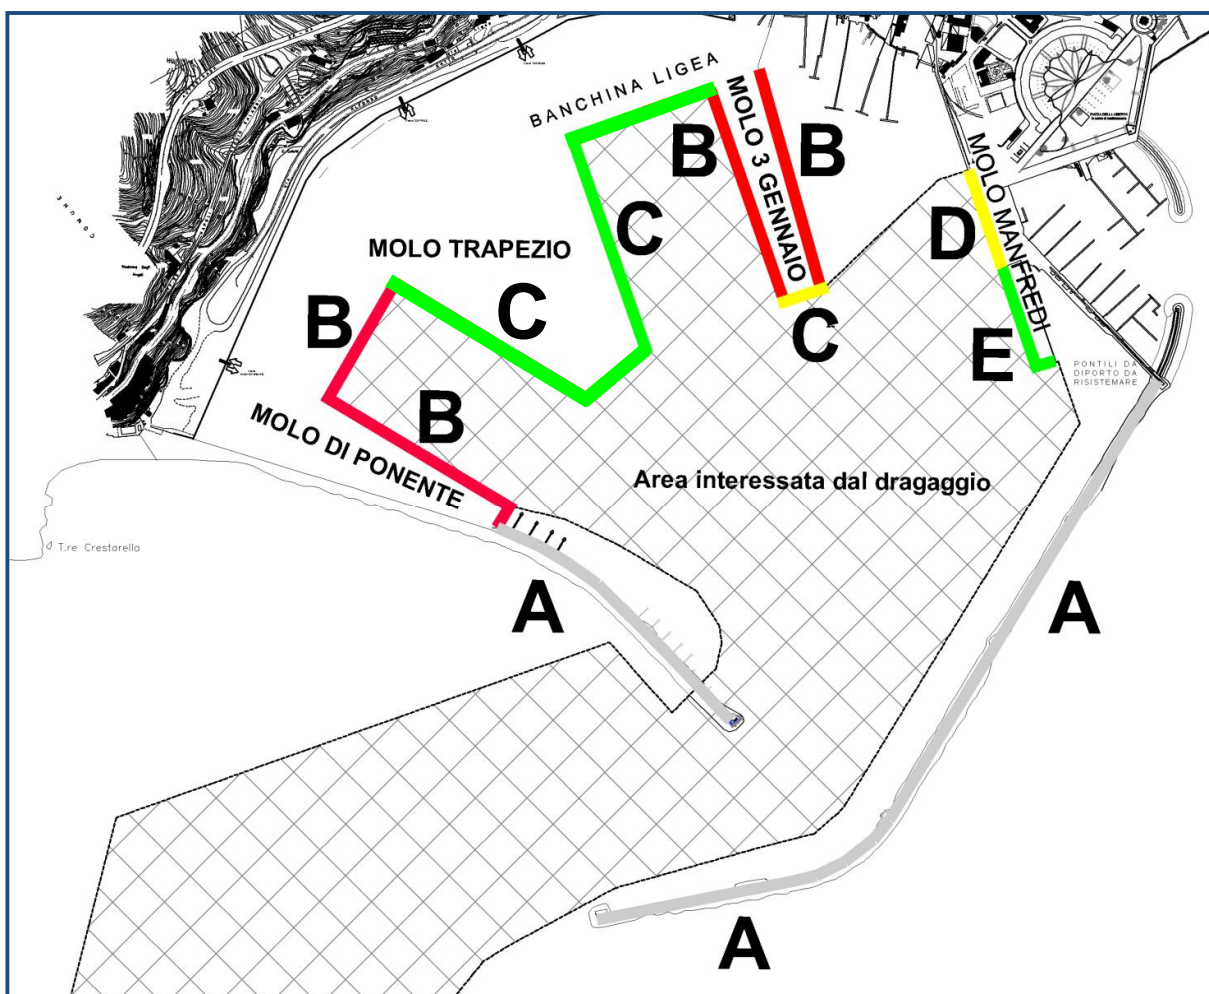 BANCHINA LIGEA
MOLO 3 GENNAIO
B
B
C
MOLO TRAPEZIO
C
B
B
MOLO DI PONENTE
C
MOLO MANFREDI
D
E
PONTILI DA
DIPORTO DA
RISISTEMARE
Area interessata dal dragaggio
T.re Crestarella
COMUNE
A
A
A